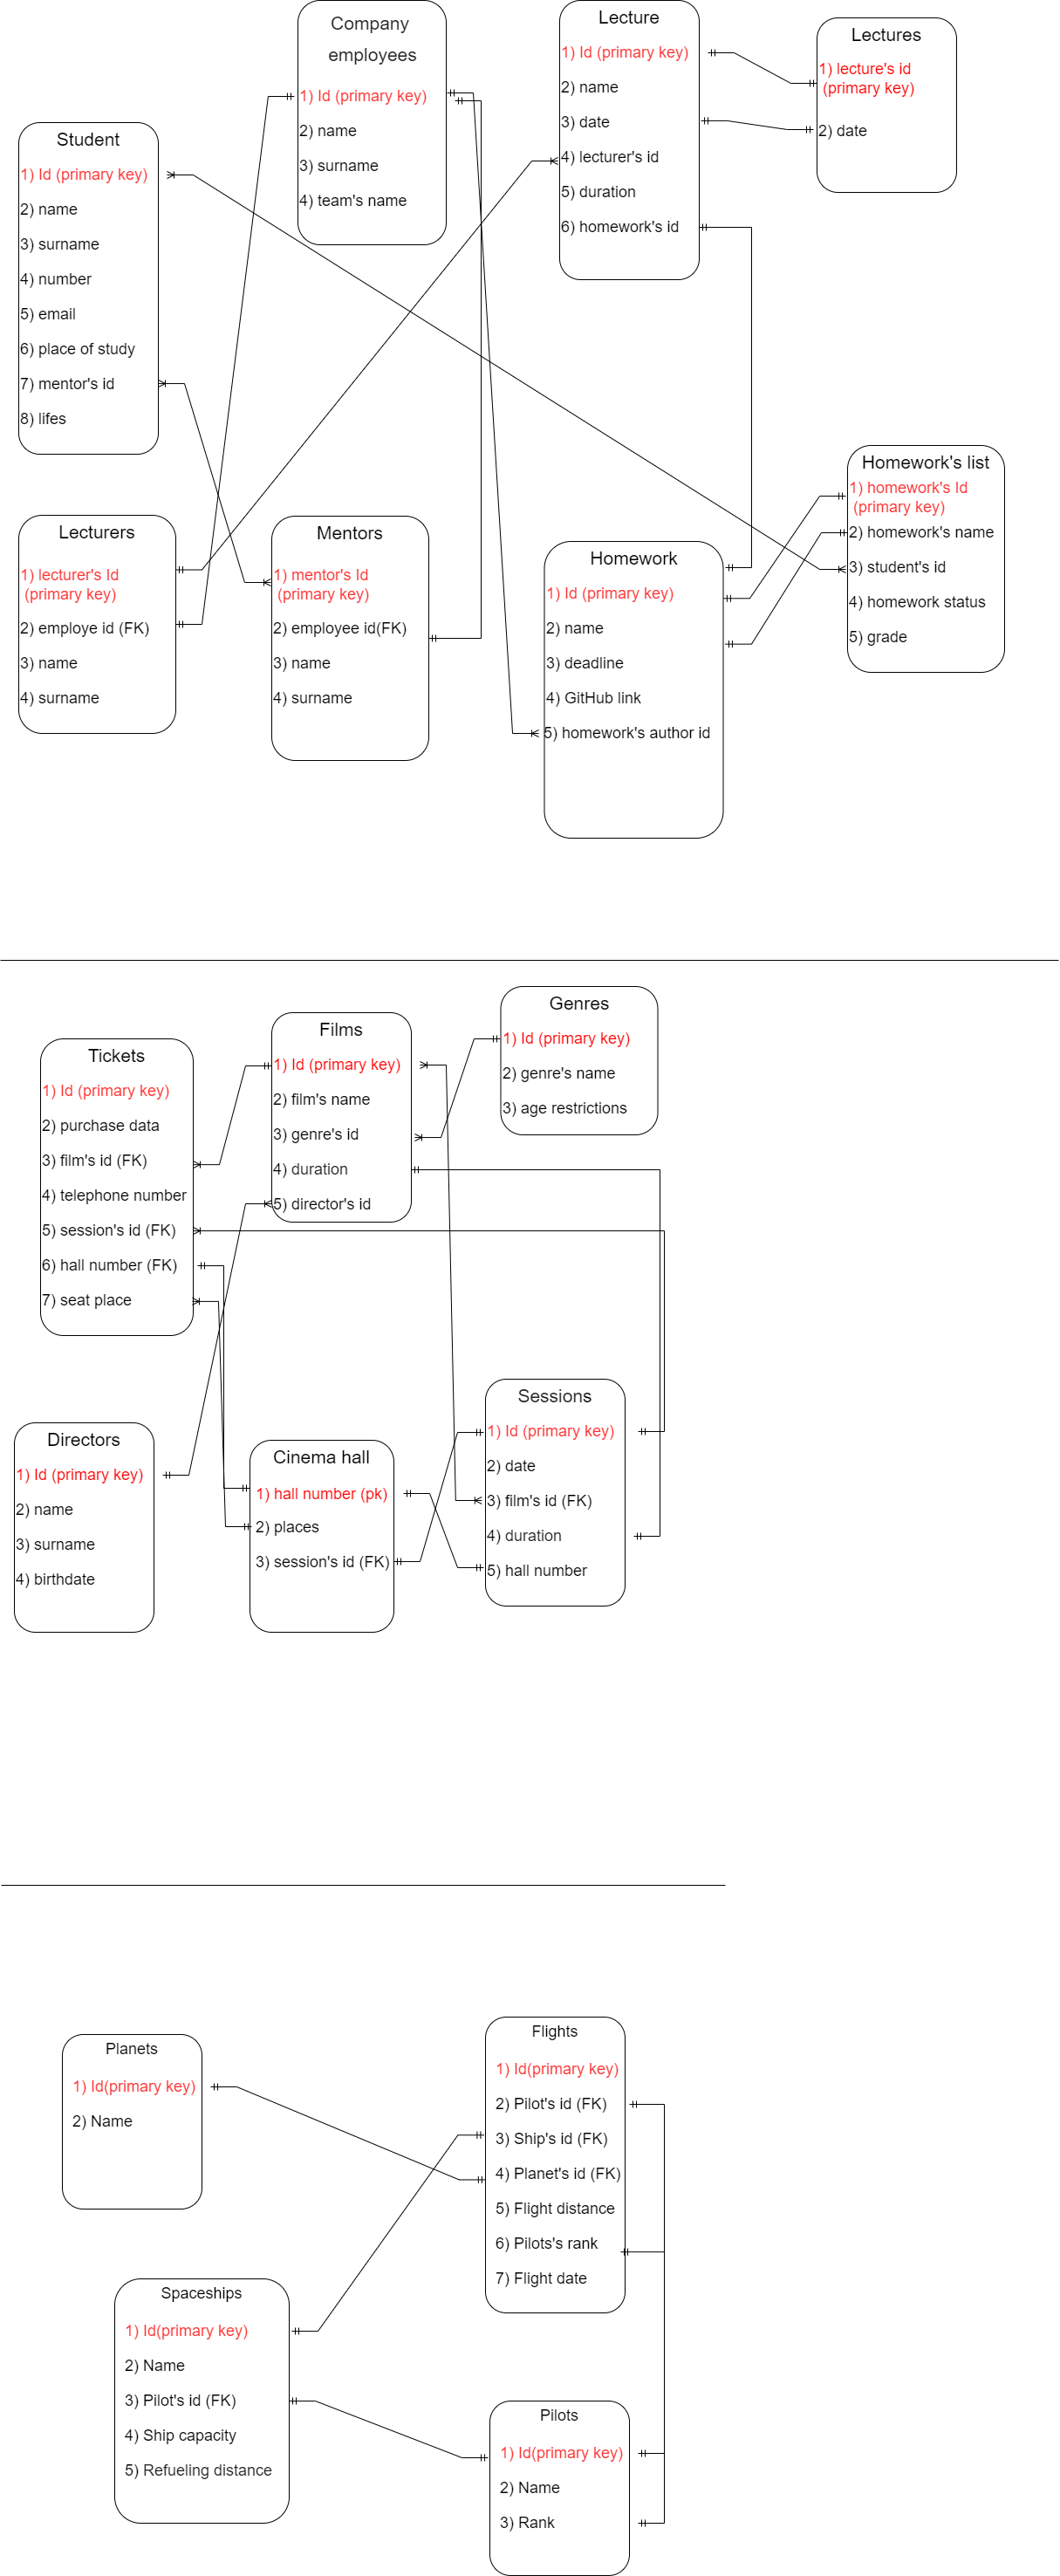 Company
employees
1) Id (primary key)
2) name
3) surname
4) team's name
Lecture
1) Id (primary key)
2) name
3) date
4) lecturer's id
5) duration
6) homework's id
Lectures
1) lecture's id
(primary key)
2) date
Student
1) Id (primary key)
2) name
3) surname
4) number
5) email
6) place of study
7) mentor's id
8) lifes
Lecturers
1) lecturer's Id
(primary key)
2) employe id (FK)
3) name
4) surname
Mentors
1) mentor's Id
(primary key)
2) employee id(FK)
3) name
4) surname
Homework
1) Id (primary key)
2) name
3) deadline
4) GitHub link
5) homework's author id
Homework's list
1) homework's Id
(primary key)
2) homework's name
3) student's id
4) homework status
5) grade
Tickets
1) Id (primary key)
2) purchase data
3) film's id (FK)
4) telephone number
5) session's id (FK)
6) hall number (FK)
7) seat place
Films
1) Id (primary key)
2) film's name
3) genre's id
4) duration
5) director's id
Genres
1) Id (primary key)
2) genre's name
3) age restrictions
Directors
1) Id (primary key)
2) name
3) surname
4) birthdate
Cinema hall
1) hall number (pk)
2) places
3) session's id (FK)
Sessions
1) Id (primary key)
2) date
3) film's id (FK)
4) duration
5) hall number
Planets
1) Id(primary key)
2) Name
Flights
1) Id(primary key)
2) Pilot's id (FK)
3) Ship's id (FK)
4) Planet's id (FK)
5) Flight distance
6) Pilots's rank
7) Flight date
Spaceships
1) Id(primary key)
2) Name
3) Pilot's id (FK)
4) Ship capacity
5) Refueling distance
Pilots
1) Id(primary key)
2) Name
3) Rank